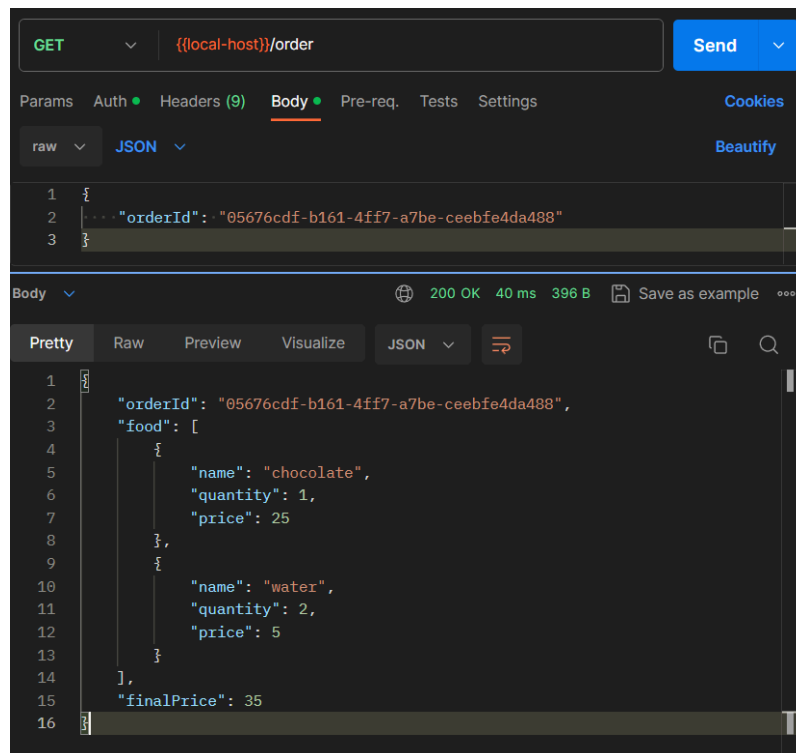 GET {{local-host}}/order Send
Params Auth Headers (9) Body Pre-req. Tests Settings Cookies
raw JSON Beautify
1 {
2 ····"orderId":·"05676cdf-b161-4ff7-a7be-ceebfe4da488"
3 }
Body 200 OK 40 ms 396 B Save as example
Pretty Raw Preview Visualize JSON
1 {
2     "orderId": "05676cdf-b161-4ff7-a7be-ceebfe4da488",
3     "food": [
4         {
5             "name": "chocolate",
6             "quantity": 1,
7             "price": 25
8         },
9         {
10             "name": "water",
11             "quantity": 2,
12             "price": 5
13         }
14     ],
15     "finalPrice": 35
16 }